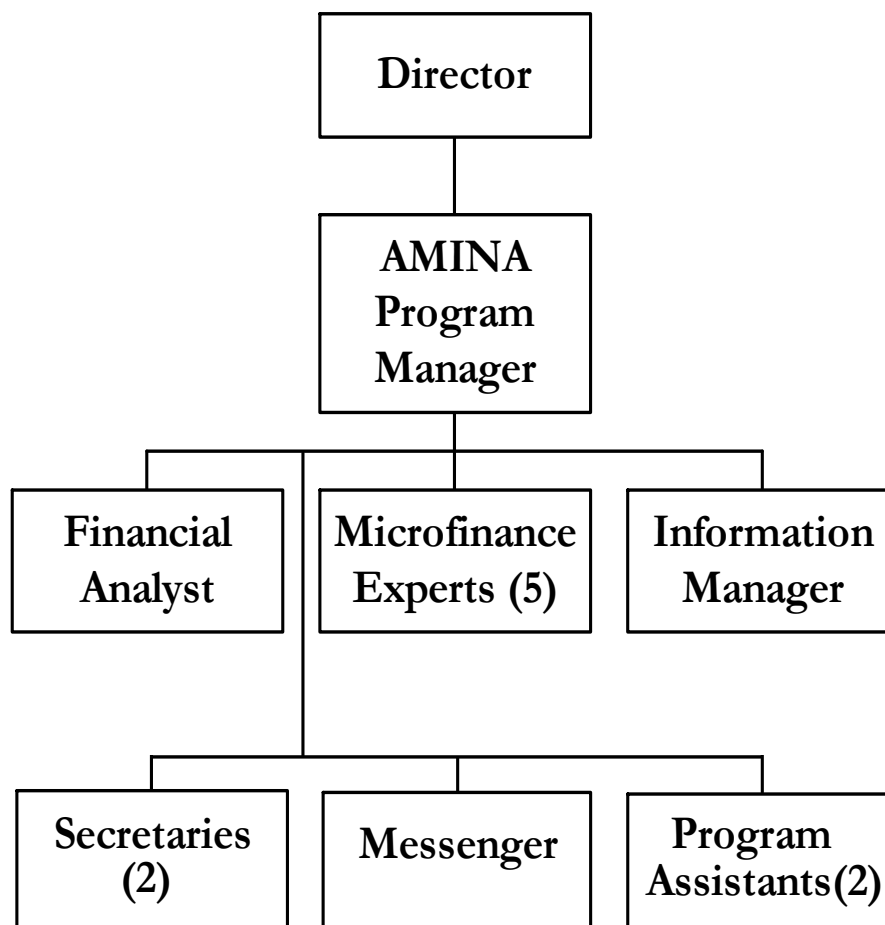 Director
AMINA
Program
Manager
Financial
Analyst
Microfinance
Experts (5)
Information
Manager
Secretaries
(2)
Messenger
Program
Assistants(2)